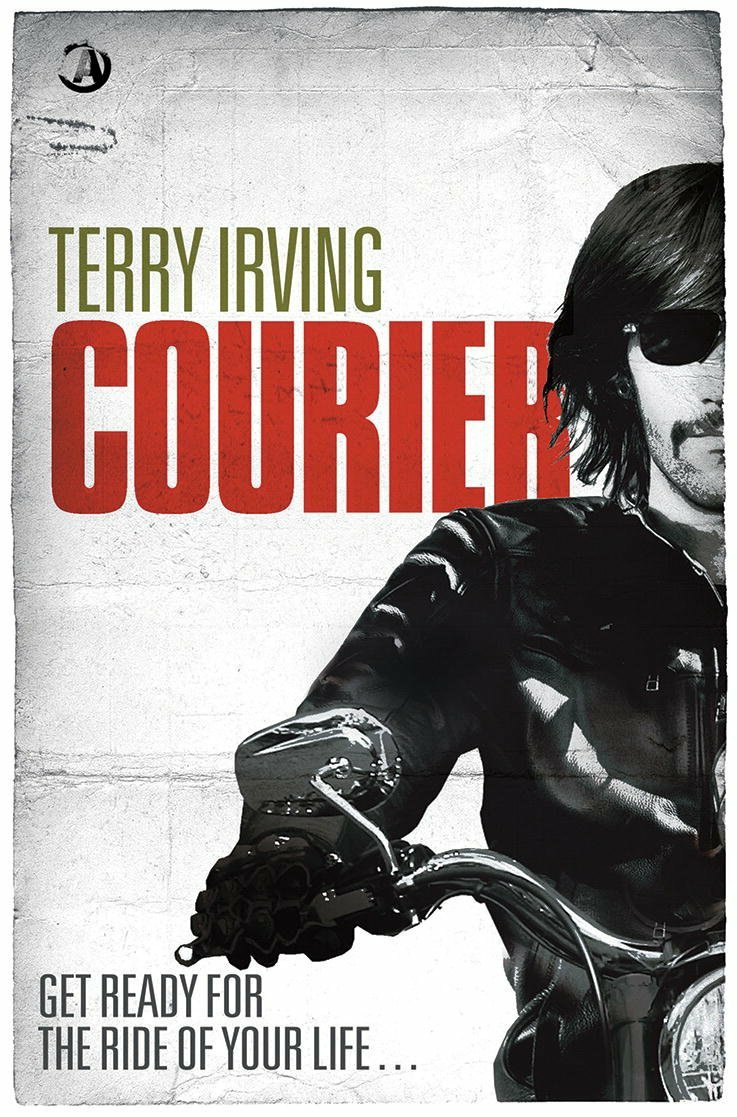 A
TERRY IRVING
COURIER
GET READY FOR
THE RIDE OF YOUR LIFE...